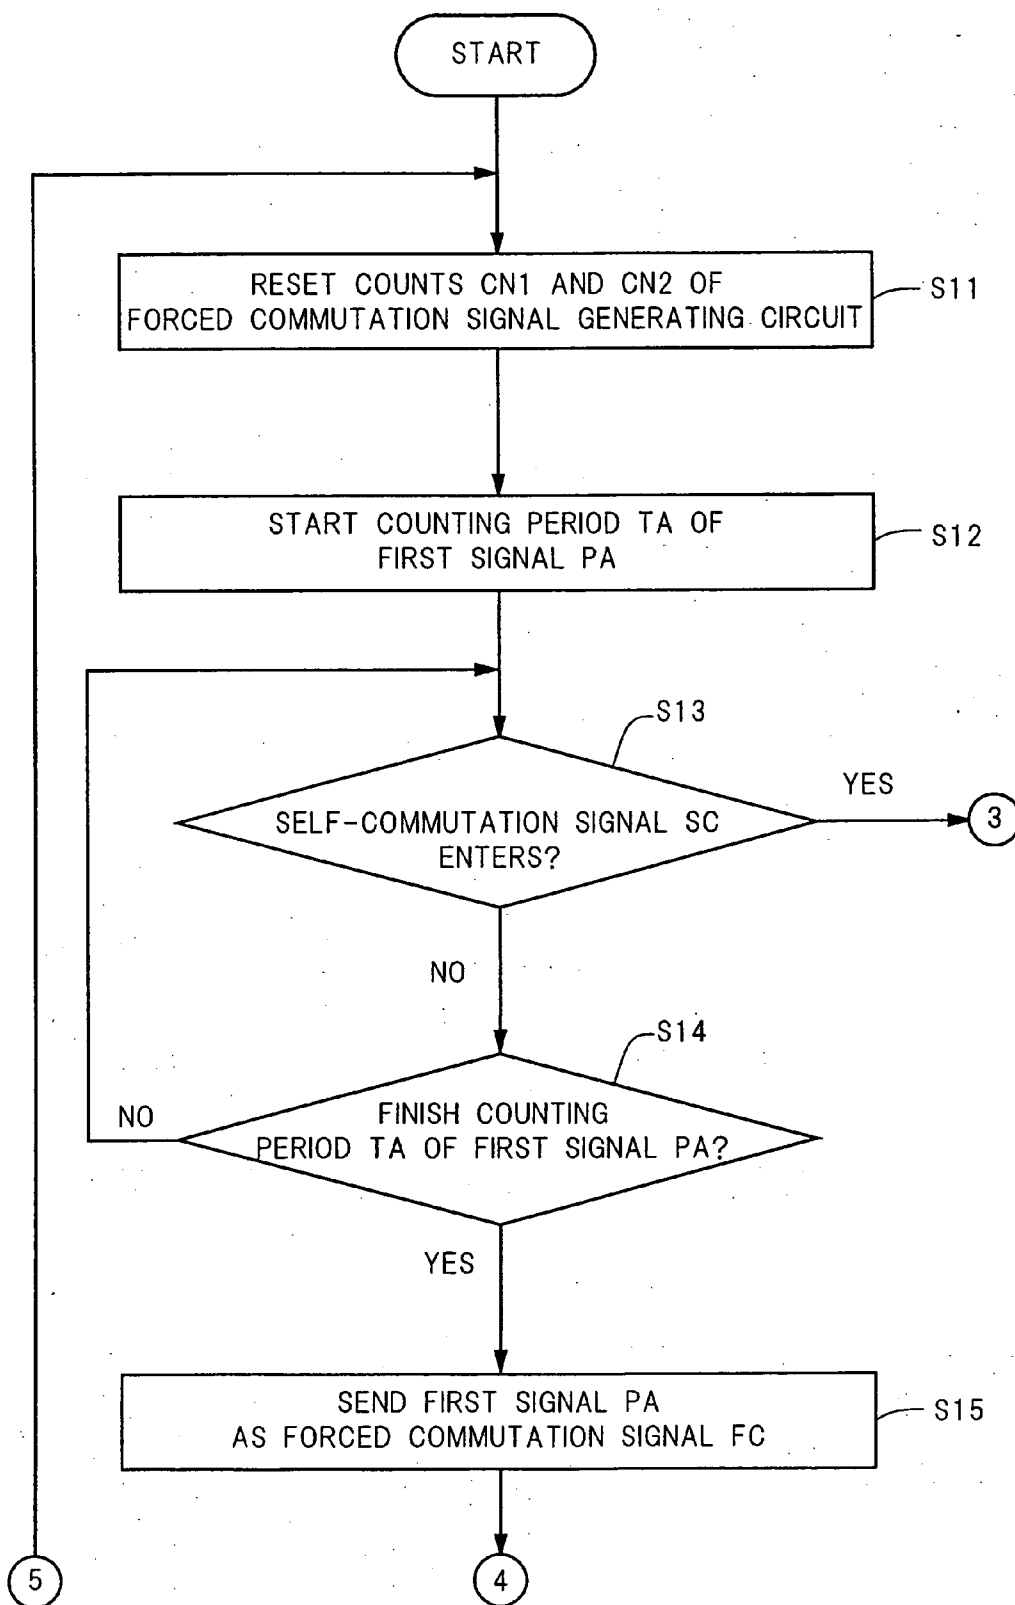 START
RESET COUNTS CN1 AND CN2 OF
FORCED COMMUTATION SIGNAL GENERATING CIRCUIT
S11
START COUNTING PERIOD TA OF
FIRST SIGNAL PA
S12
S13
SELF-COMMUTATION SIGNAL SC
ENTERS?
YES
3
NO
S14
FINISH COUNTING
PERIOD TA OF FIRST SIGNAL PA?
NO
YES
SEND FIRST SIGNAL PA
AS FORCED COMMUTATION SIGNAL FC
S15
5
4